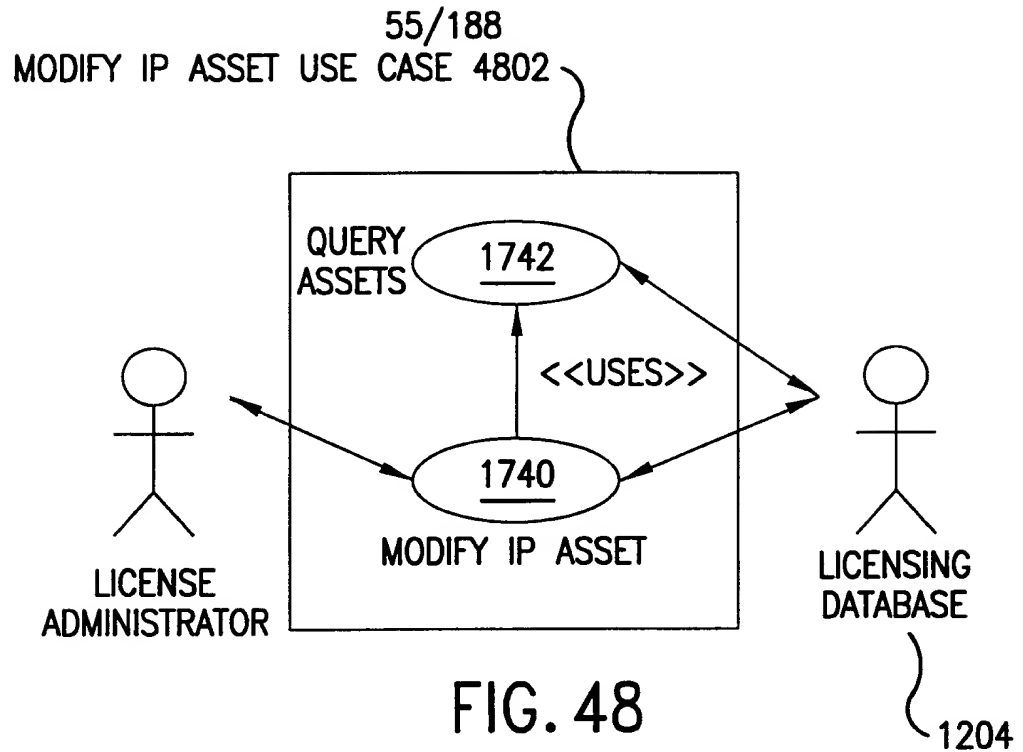 55/188
MODIFY IP ASSET USE CASE 4802
QUERY
ASSETS
1742
<<USES>>
1740
MODIFY IP ASSET
LICENSE
ADMINISTRATOR
LICENSING
DATABASE
1204
FIG. 48